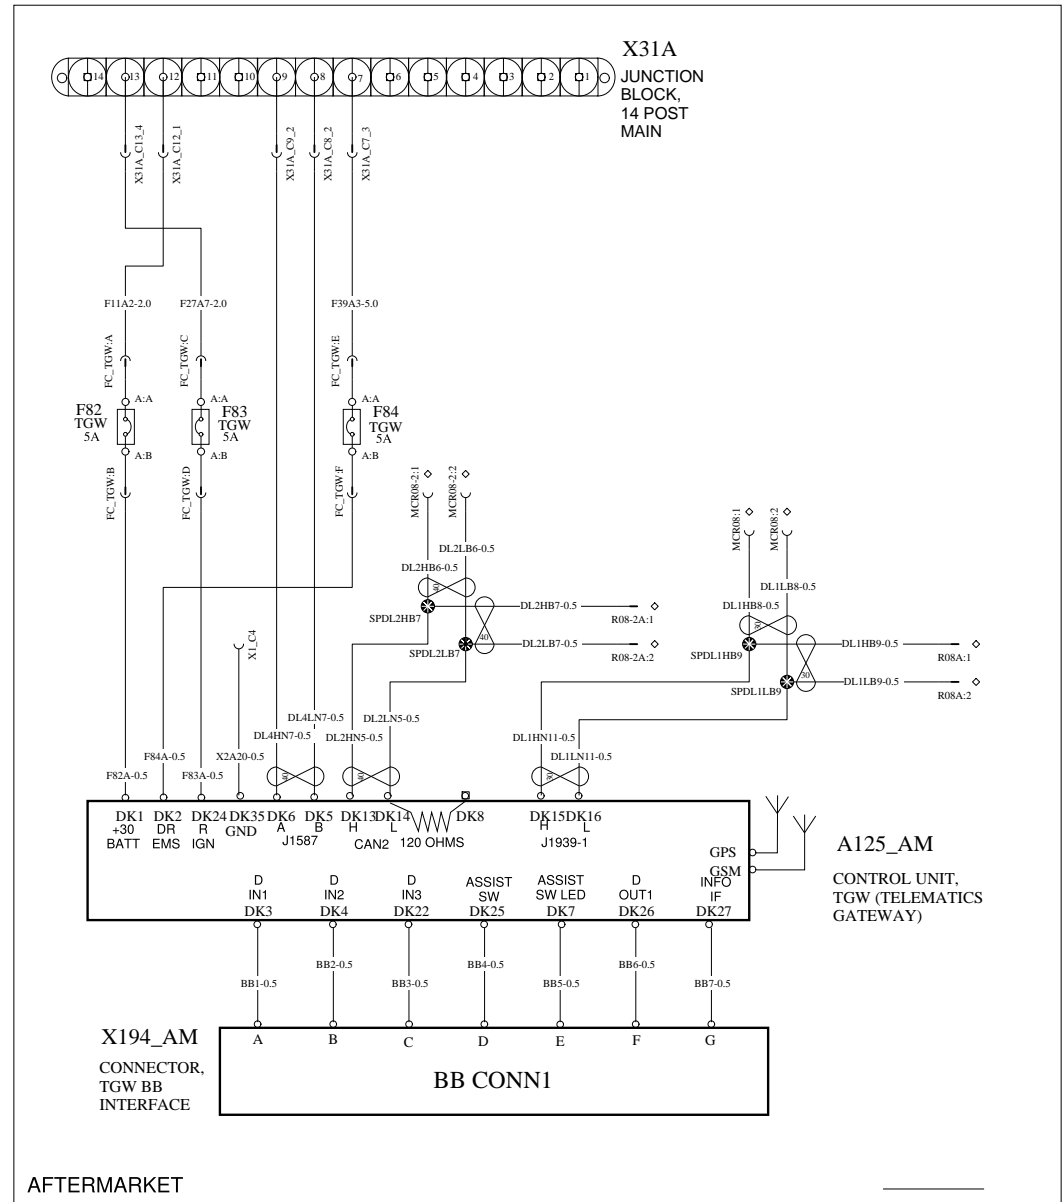 X31A
JUNCTION
BLOCK,
14 POST
MAIN
14 13 12 11 10 9 8 7 6 5 4 3 2 1
X31A_C13_4
X31A_C12_1
X31A_C9_2
X31A_C8_2
X31A_C7_3
F11A2-2.0
F27A7-2.0
F39A3-5.0
FC_TGW:A
FC_TGW:C
FC_TGW:E
A:A
A:A
A:A
F82
TGW
5A
F83
TGW
5A
F84
TGW
5A
A:B
A:B
A:B
FC_TGW:B
FC_TGW:D
FC_TGW:F
MCR08-2:1
MCR08-2:2
MCR08:1
MCR08:2
DL2LB6-0.5
DL2HB6-0.5
40
DL2HB7-0.5
R08-2A:1
SPDL2HB7
40
DL2LB7-0.5
R08-2A:2
SPDL2LB7
DL1LB8-0.5
DL1HB8-0.5
30
DL1HB9-0.5
R08A:1
SPDL1HB9
30
DL1LB9-0.5
R08A:2
SPDL1LB9
X1_C4
DL4LN7-0.5
DL4HN7-0.5
DL2LN5-0.5
DL2HN5-0.5
DL1HN11-0.5
DL1LN11-0.5
F84A-0.5
X2A20-0.5
F82A-0.5
F83A-0.5
40
40
30
DK1
+30
BATT
DK2
DR
EMS
DK24
R
IGN
DK35
GND
DK6
A
DK5
B
J1587
DK13
H
DK14
L
CAN2
120 OHMS
DK8
DK15
H
DK16
L
J1939-1
GPS
GSM
A125_AM
CONTROL UNIT,
TGW (TELEMATICS
GATEWAY)
D
IN1
DK3
D
IN2
DK4
D
IN3
DK22
ASSIST
SW
DK25
ASSIST
SW LED
DK7
D
OUT1
DK26
INFO
IF
DK27
BB1-0.5
BB2-0.5
BB3-0.5
BB4-0.5
BB5-0.5
BB6-0.5
BB7-0.5
X194_AM
CONNECTOR,
TGW BB
INTERFACE
A B C D E F G
BB CONN1
AFTERMARKET